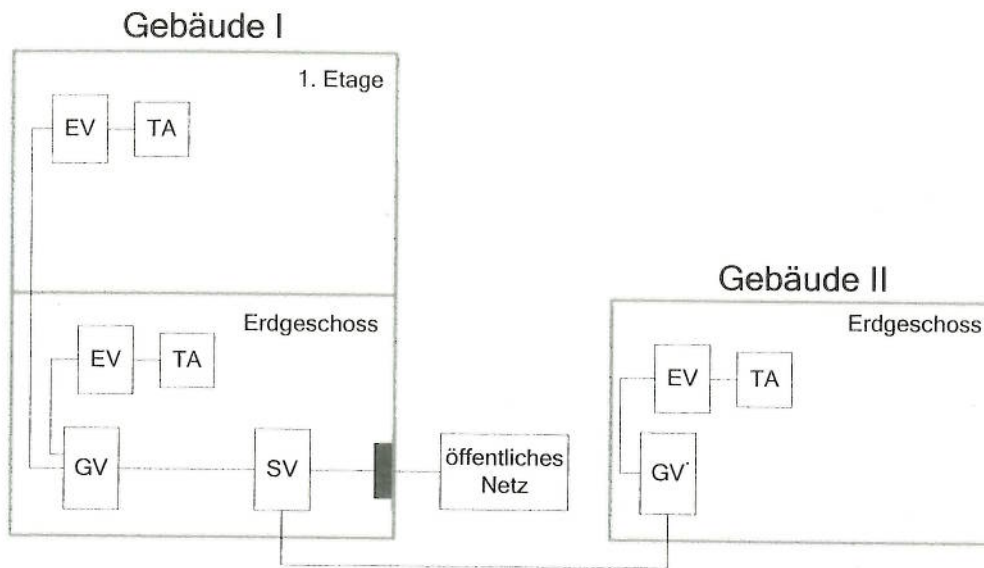 Gebäude I
1. Etage
EV
TA
Erdgeschoss
EV
TA
GV
SV
öffentliches
Netz
Gebäude II
Erdgeschoss
EV
TA
GV